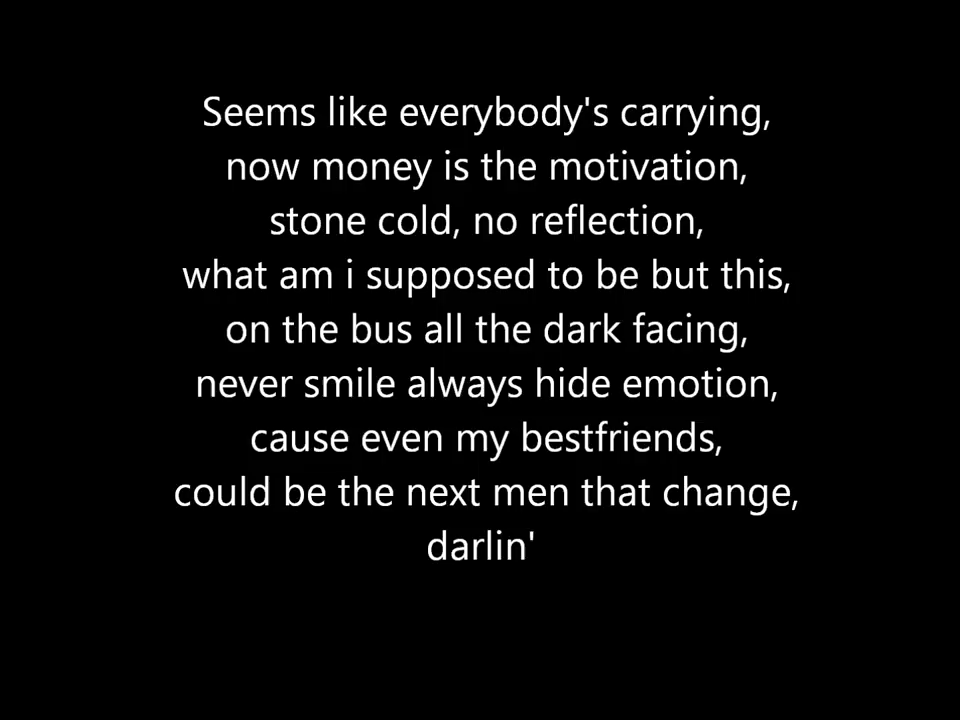 Seems like everybody's carrying,
now money is the motivation,
stone cold, no reflection,
what am i supposed to be but this,
on the bus all the dark facing,
never smile always hide emotion,
cause even my bestfriends,
could be the next men that change,
darlin'